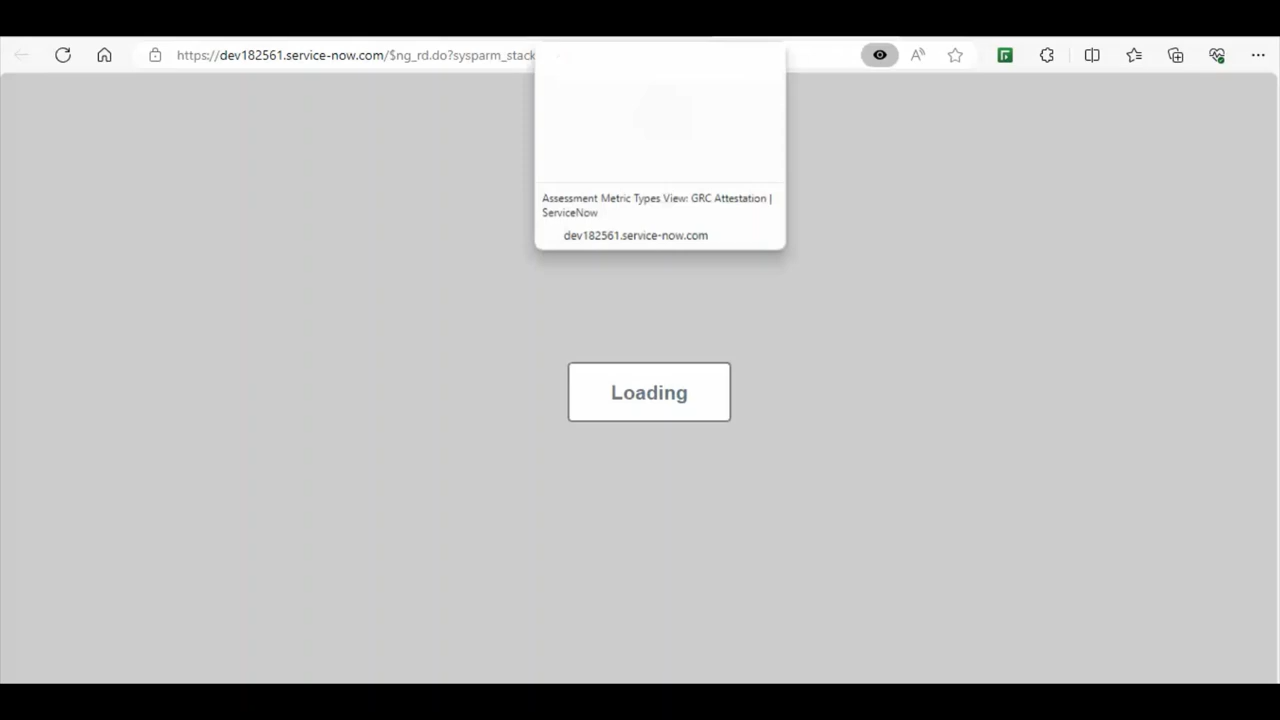 https://dev182561.service-now.com/$ng_rd.do?sysparm_stack
Assessment Metric Types View: GRC Attestation |
ServiceNow
dev182561.service-now.com
Loading